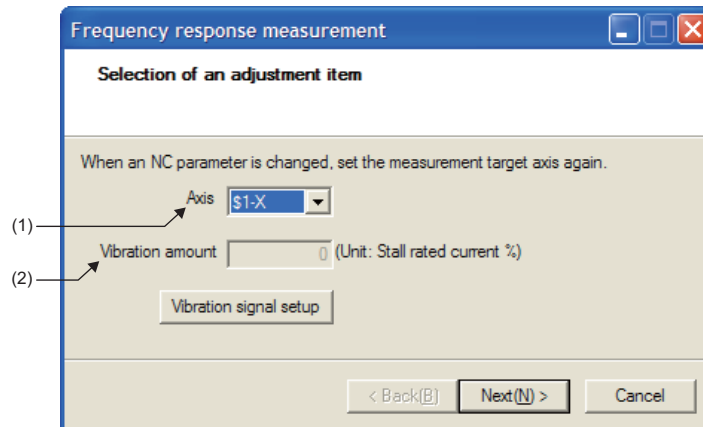 Frequency response measurement
Selection of an adjustment item
When an NC parameter is changed, set the measurement target axis again.
(1)
Axis $1-X
(2)
Vibration amount 0 (Unit: Stall rated current %)
Vibration signal setup
< Back(B) Next(N) > Cancel